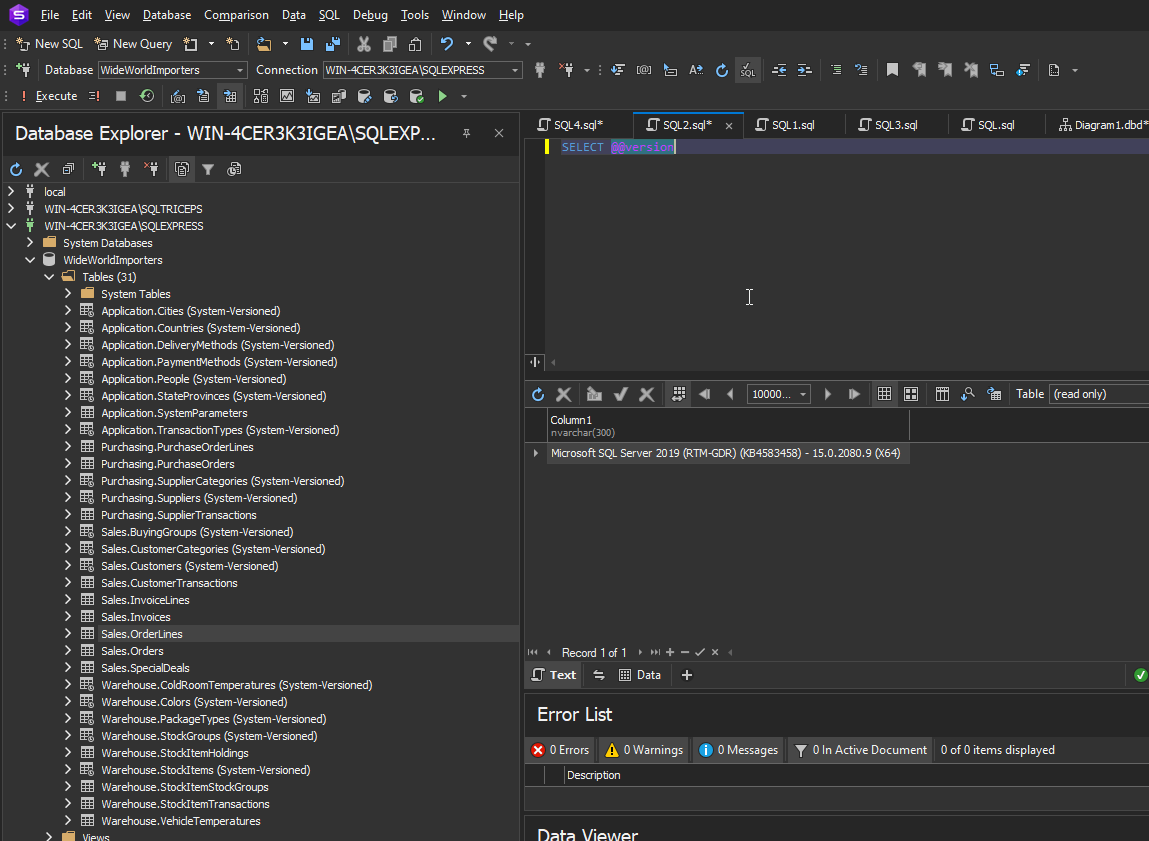 S File Edit View Database Comparison Data SQL Debug Tools Window Help
New SQL New Query
Database WideWorldImporters Connection WIN-4CER3K3IGEA\SQLEXPRESS
Execute
Database Explorer - WIN-4CER3K3IGEA\SQLEXP...
local
WIN-4CER3K3IGEA\SQLTRICEPS
WIN-4CER3K3IGEA\SQLEXPRESS
System Databases
WideWorldImporters
Tables (31)
System Tables
Application.Cities (System-Versioned)
Application.Countries (System-Versioned)
Application.DeliveryMethods (System-Versioned)
Application.PaymentMethods (System-Versioned)
Application.People (System-Versioned)
Application.StateProvinces (System-Versioned)
Application.SystemParameters
Application.TransactionTypes (System-Versioned)
Purchasing.PurchaseOrderLines
Purchasing.PurchaseOrders
Purchasing.SupplierCategories (System-Versioned)
Purchasing.Suppliers (System-Versioned)
Purchasing.SupplierTransactions
Sales.BuyingGroups (System-Versioned)
Sales.CustomerCategories (System-Versioned)
Sales.Customers (System-Versioned)
Sales.CustomerTransactions
Sales.InvoiceLines
Sales.Invoices
Sales.OrderLines
Sales.Orders
Sales.SpecialDeals
Warehouse.ColdRoomTemperatures (System-Versioned)
Warehouse.Colors (System-Versioned)
Warehouse.PackageTypes (System-Versioned)
Warehouse.StockGroups (System-Versioned)
Warehouse.StockItemHoldings
Warehouse.StockItems (System-Versioned)
Warehouse.StockItemStockGroups
Warehouse.StockItemTransactions
Warehouse.VehicleTemperatures
Views
SQL4.sql* SQL2.sql* SQL1.sql SQL3.sql SQL.sql Diagram1.dbd*
SELECT @@version
10000... Table (read only)
Column1
nvarchar(300)
Microsoft SQL Server 2019 (RTM-GDR) (KB4583458) - 15.0.2080.9 (X64)
Record 1 of 1
Text Data
Error List
0 Errors 0 Warnings 0 Messages 0 In Active Document 0 of 0 items displayed
Description
Data Viewer